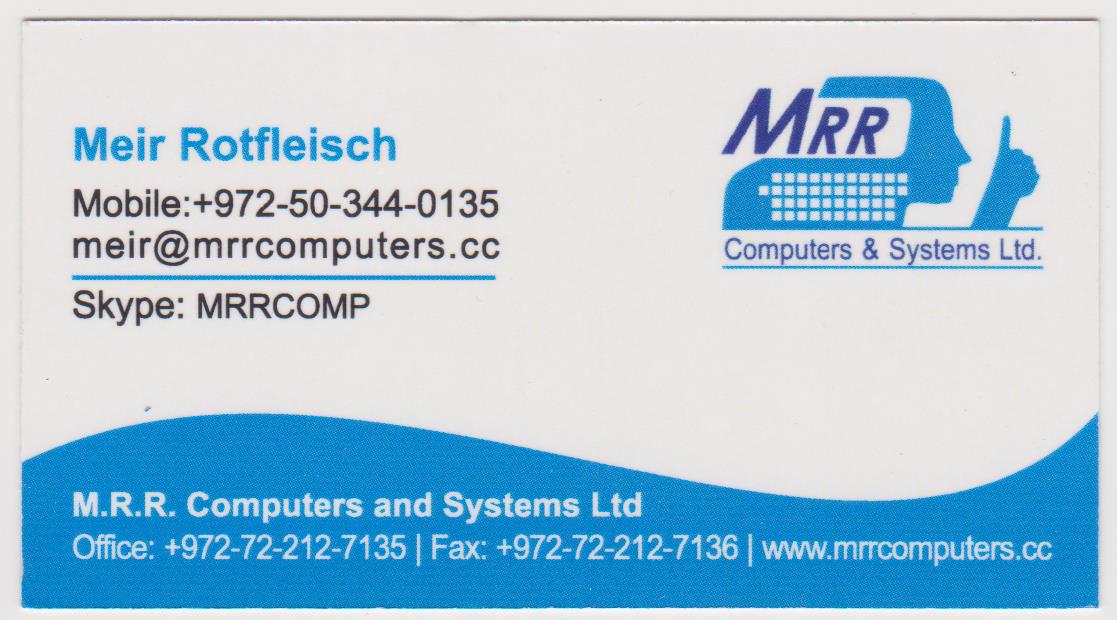 Meir Rotfleisch
Mobile:+972-50-344-0135
meir@mrrcomputers.cc
Skype: MRRCOMP
MRR
Computers & Systems Ltd.
M.R.R. Computers and Systems Ltd
Office: +972-72-212-7135 | Fax: +972-72-212-7136 | www.mrrcomputers.cc